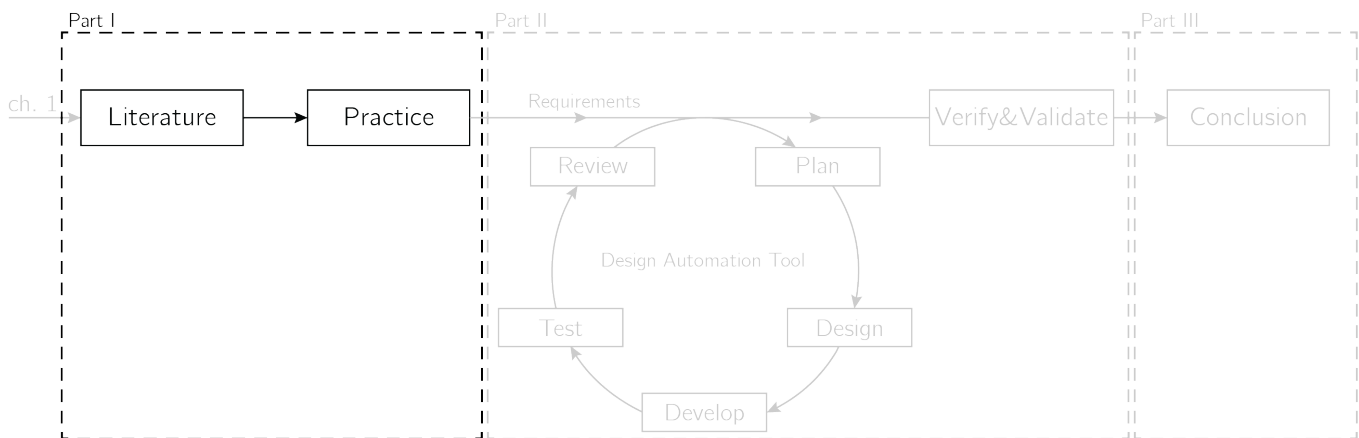 Part I
Part II
Part III
ch. 1
Literature
Practice
Requirements
Verify&Validate
Conclusion
Review
Plan
Design Automation Tool
Test
Design
Develop